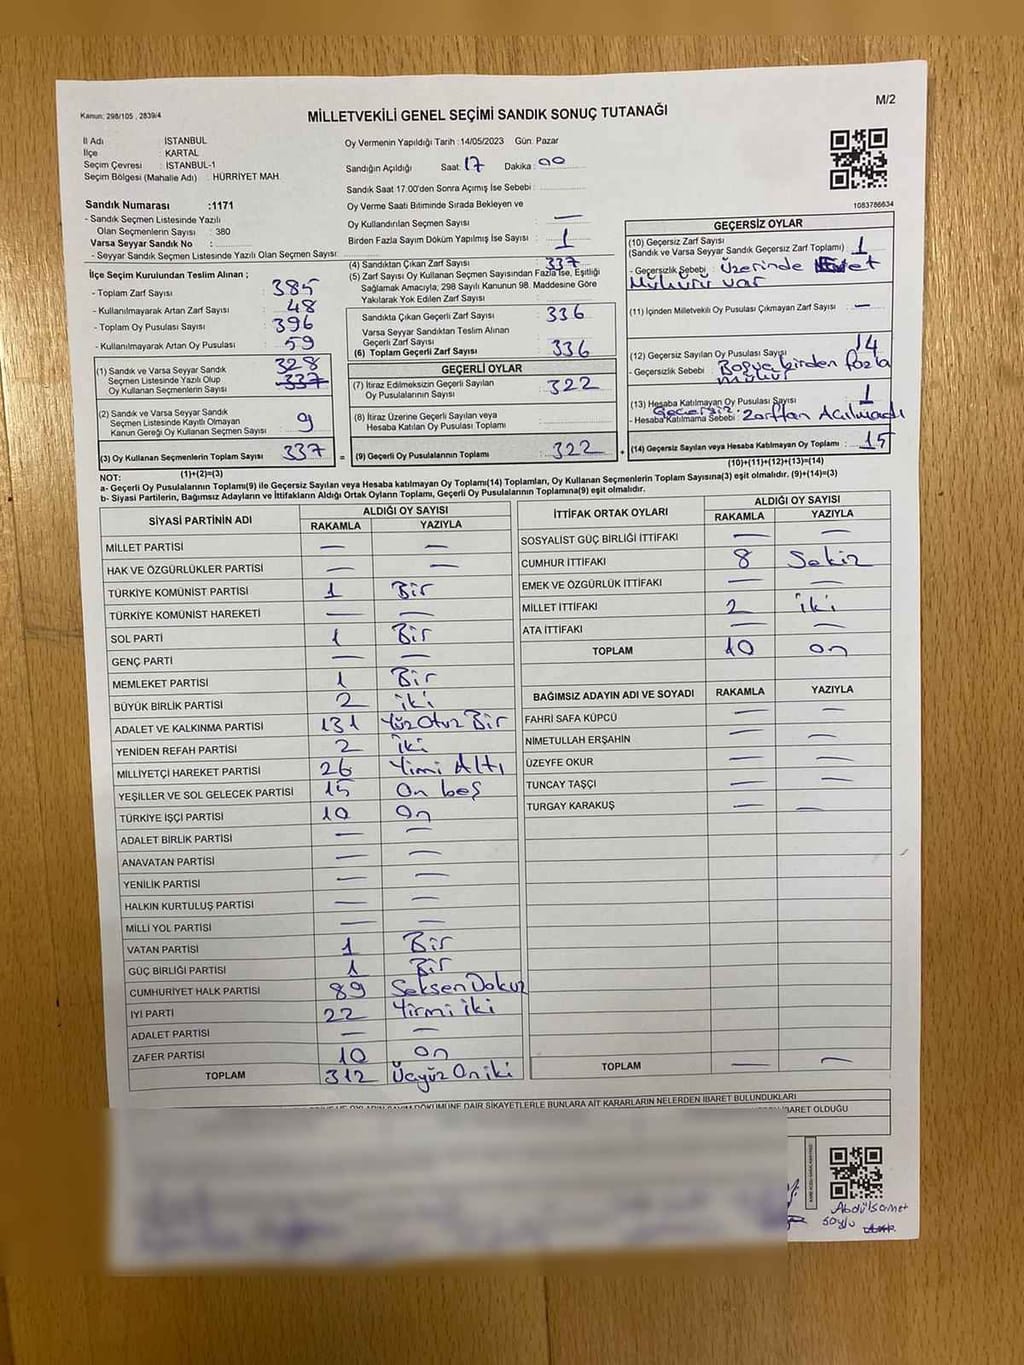 M/2
Kanun: 298/105 , 2839/4
MİLLETVEKİLİ GENEL SEÇİMİ SANDIK SONUÇ TUTANAĞI
İl Adı İSTANBUL
İlçe KARTAL
Seçim Çevresi : İSTANBUL-1
Seçim Bölgesi (Mahalle Adı) : HÜRRİYET MAH.
Sandık Numarası :1171
- Sandık Seçmen Listesinde Yazılı
Olan Seçmenlerin Sayısı : 380
Varsa Seyyar Sandık No :
- Seyyar Sandık Seçmen Listesinde Yazılı Olan Seçmen Sayısı:
İlçe Seçim Kurulundan Teslim Alınan ;
- Toplam Zarf Sayısı : 385
- Kullanılmayarak Artan Zarf Sayısı : 48
- Toplam Oy Pusulası Sayısı : 396
- Kullanılmayarak Artan Oy Pusulası : 59
(1) Sandık ve Varsa Seyyar Sandık 328
Seçmen Listesinde Yazılı Olup
Oy Kullanan Seçmenlerin Sayısı : 337
(2) Sandık ve Varsa Seyyar Sandık
Seçmen Listesinde Kayıtlı Olmayan
Kanun Gereği Oy Kullanan Seçmen Sayısı : 9
(3) Oy Kullanan Seçmenlerin Toplam Sayısı : 337 =
(1)+(2)=(3)
Oy Vermenin Yapıldığı Tarih :14/05/2023 Gün: Pazar
Sandığın Açıldığı Saat: 17 Dakika : 00
Sandık Saat 17:00'den Sonra Açımış İse Sebebi :
Oy Verme Saati Bitiminde Sırada Bekleyen ve
Oy Kullandırılan Seçmen Sayısı : —
Birden Fazla Sayım Döküm Yapılmış İse Sayısı : 1
(4) Sandıktan Çıkan Zarf Sayısı : 337
(5) Zarf Sayısı Oy Kullanan Seçmen Sayısından Fazla İse, Eşitliği
Sağlamak Amacıyla; 298 Sayılı Kanunun 98. Maddesine Göre
Yakılarak Yok Edilen Zarf Sayısı :
Sandıkta Çıkan Geçerli Zarf Sayısı : 336
Varsa Seyyar Sandıktan Teslim Alınan
Geçerli Zarf Sayısı :
(6) Toplam Geçerli Zarf Sayısı : 336
GEÇERLİ OYLAR
(7) İtiraz Edilmeksizin Geçerli Sayılan
Oy Pusulalarının Sayısı : 322
(8) İtiraz Üzerine Geçerli Sayılan veya
Hesaba Katılan Oy Pusulası Toplamı :
(9) Geçerli Oy Pusulalarının Toplamı : 322 +
1083786634
GEÇERSİZ OYLAR
(10) Geçersiz Zarf Sayısı
(Sandık ve Varsa Seyyar Sandık Geçersiz Zarf Toplamı) : 1
- Geçersizlik Sebebi : Üzerinde Evet
Mühürü var
(11) İçinden Milletvekili Oy Pusulası Çıkmayan Zarf Sayısı : —
(12) Geçersiz Sayılan Oy Pusulası Sayısı : 14
- Geçersizlik Sebebi : Boş ve birden fazla
mühür
(13) Hesaba Katılmayan Oy Pusulası Sayısı : 1
- Hesaba Katılmama Sebebi : Geçersiz zarftan Açılmadı
(14) Geçersiz Sayılan veya Hesaba Katılmayan Oy Toplamı : 15
(10)+(11)+(12)+(13)=(14)
NOT:
a- Geçerli Oy Pusulalarının Toplamı(9) ile Geçersiz Sayılan veya Hesaba katılmayan Oy Toplamı(14) Toplamları, Oy Kullanan Seçmenlerin Toplam Sayısına(3) eşit olmalıdır. (9)+(14)=(3)
b- Siyasi Partilerin, Bağımsız Adayların ve İttifakların Aldığı Ortak Oyların Toplamı, Geçerli Oy Pusulalarının Toplamına(9) eşit olmalıdır.
SİYASİ PARTİNİN ADI ALDIĞI OY SAYISI
RAKAMLA YAZIYLA
MİLLET PARTİSİ — —
HAK VE ÖZGÜRLÜKLER PARTİSİ — —
TÜRKİYE KOMÜNİST PARTİSİ 1 Bir
TÜRKİYE KOMÜNİST HAREKETİ — —
SOL PARTİ 1 Bir
GENÇ PARTİ — —
MEMLEKET PARTİSİ 1 Bir
BÜYÜK BİRLİK PARTİSİ 2 iki
ADALET VE KALKINMA PARTİSİ 131 Yüz Otuz Bir
YENİDEN REFAH PARTİSİ 2 İki
MİLLİYETÇİ HAREKET PARTİSİ 26 Yimi Altı
YEŞİLLER VE SOL GELECEK PARTİSİ 15 On beş
TÜRKİYE İŞÇİ PARTİSİ 10 On
ADALET BİRLİK PARTİSİ — —
ANAVATAN PARTİSİ — —
YENİLİK PARTİSİ — —
HALKIN KURTULUŞ PARTİSİ — —
MİLLİ YOL PARTİSİ — —
VATAN PARTİSİ 1 Bir
GÜÇ BİRLİĞİ PARTİSİ 1 Bir
CUMHURİYET HALK PARTİSİ 89 Seksen Dokuz
İYİ PARTİ 22 Yirmi iki
ADALET PARTİSİ — —
ZAFER PARTİSİ 10 On
TOPLAM 312 Üçyüz On iki
İTTİFAK ORTAK OYLARI ALDIĞI OY SAYISI
RAKAMLA YAZIYLA
SOSYALİST GÜÇ BİRLİĞİ İTTİFAKI — —
CUMHUR İTTİFAKI 8 Sekiz
EMEK VE ÖZGÜRLÜK İTTİFAKI — —
MİLLET İTTİFAKI 2 iki
ATA İTTİFAKI — —
TOPLAM 10 on
BAĞIMSIZ ADAYIN ADI VE SOYADI RAKAMLA YAZIYLA
FAHRİ SAFA KÜPCÜ — —
NİMETULLAH ERŞAHİN — —
ÜZEYFE OKUR — —
TUNCAY TAŞÇI — —
TURGAY KARAKUŞ — —
TOPLAM — —
DÖKÜMÜNE DAİR ŞİKAYETLERLE BUNLARA AİT KARARLARIN NELERDEN İBARET BULUNDUKLARI
İBARET OLDUĞU
Abdülsamet
Soylu